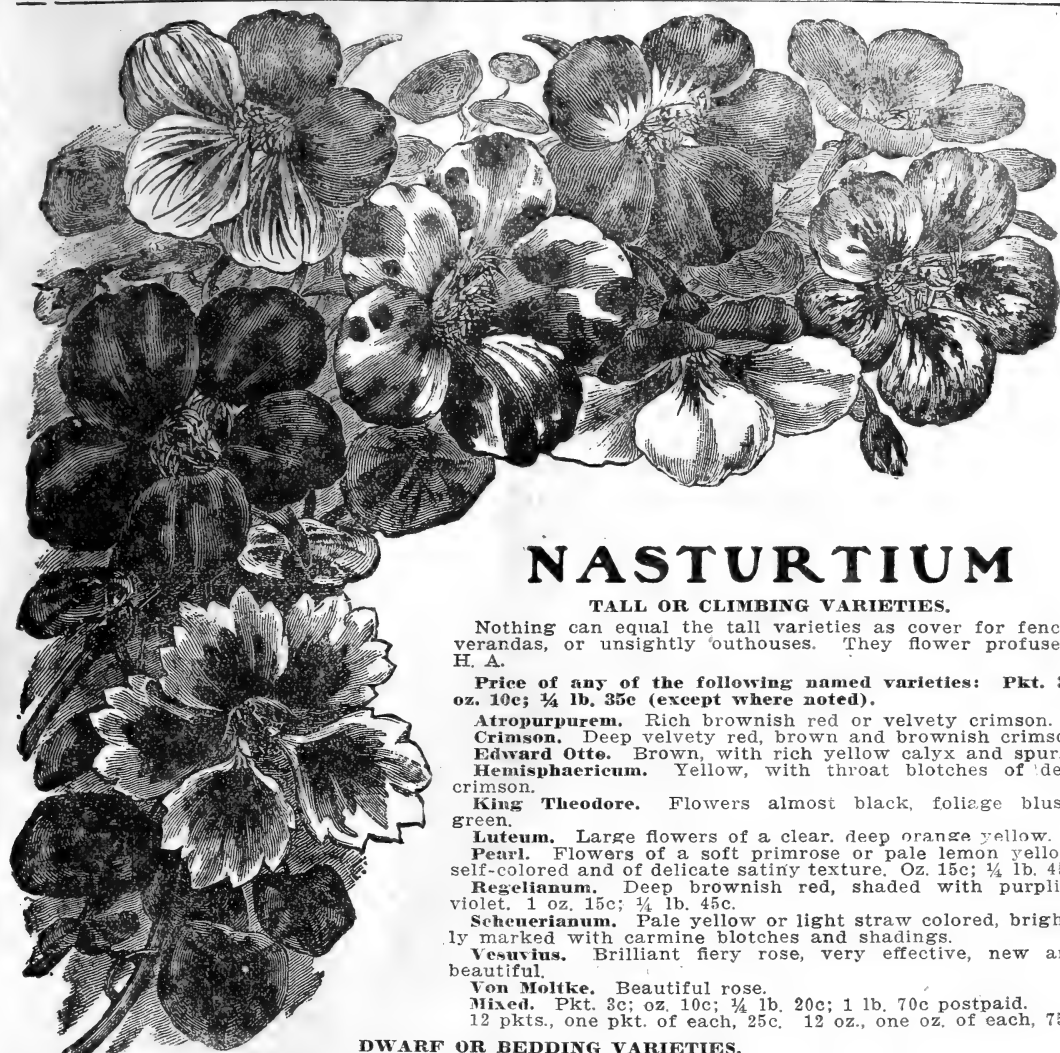 NASTURTIUM
TALL OR CLIMBING VARIETIES.
Nothing can equal the tall varieties as cover for
verandas, or unsightly outhouses. They flower
H. A.
Price of any of the following named varieties: Pkt.
oz. 10c; ¼ lb. 35c (except where noted).
Atropurpurem. Rich brownish red or velvety crimson.
Crimson. Deep velvety red, brown and brownish
Edward Otte. Brown, with rich yellow calyx and spur.
Hemisphaericum. Yellow, with throat blotches of
crimson.
King Theodore. Flowers almost black, foliage
green.
Luteum. Large flowers of a clear. deep orange yellow.
Pearl. Flowers of a soft primrose or pale lemon
self-colored and of delicate satiny texture. Oz. 15c; ¼ lb.
Regelianum. Deep brownish red, shaded with
violet. 1 oz. 15c; ¼ lb. 45c.
Scheuerianum. Pale yellow or light straw colored, brigh
ly marked with carmine blotches and shadings.
Vesuvius. Brilliant fiery rose, very effective, new
beautiful.
Von Moltke. Beautiful rose.
Mixed. Pkt. 3c; oz. 10c; ¼ lb. 20c; 1 lb. 70c postpaid.
12 pkts., one pkt. of each, 25c. 12 oz., one oz. of each,
DWARF OR BEDDING VARIETIES.